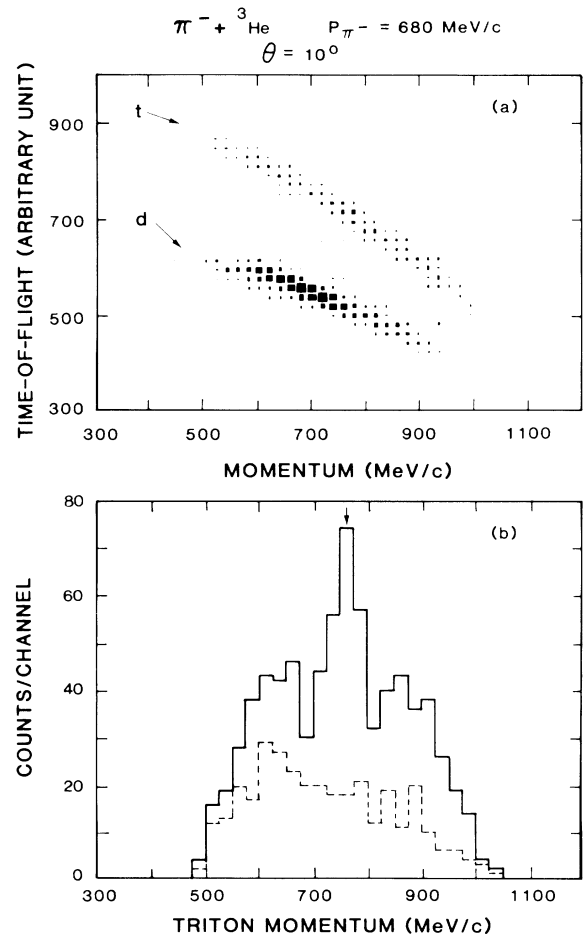 π⁻ + ³He P_π⁻ = 680 MeV/c
θ = 10°
(a)
t
d
TIME-OF-FLIGHT (ARBITRARY UNIT)
900
700
500
300
300 500 700 900 1100
MOMENTUM (MeV/c)
(b)
COUNTS/CHANNEL
80
60
40
20
0
300 500 700 900 1100
TRITON MOMENTUM (MeV/c)